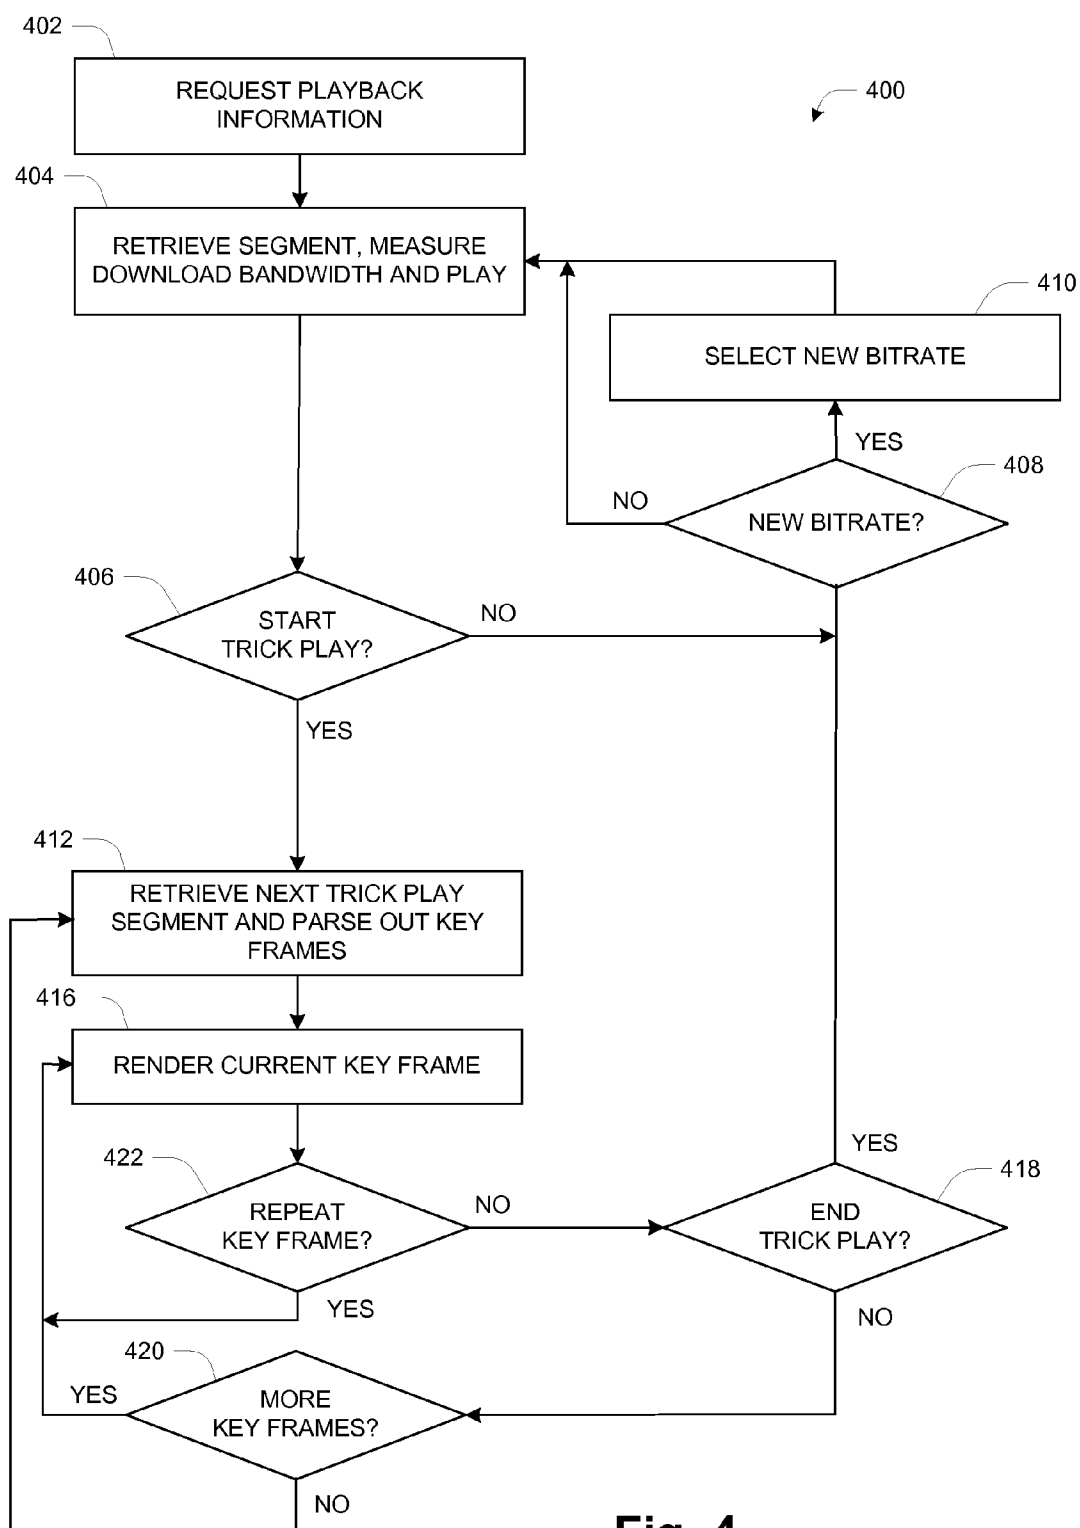 402
REQUEST PLAYBACK
INFORMATION
400
404
RETRIEVE SEGMENT, MEASURE
DOWNLOAD BANDWIDTH AND PLAY
410
SELECT NEW BITRATE
YES
408
NO
NEW BITRATE?
406
START
TRICK PLAY?
NO
YES
412
RETRIEVE NEXT TRICK PLAY
SEGMENT AND PARSE OUT KEY
FRAMES
416
RENDER CURRENT KEY FRAME
422
REPEAT
KEY FRAME?
NO
YES
YES
418
END
TRICK PLAY?
NO
420
YES
MORE
KEY FRAMES?
NO
Fig. 4